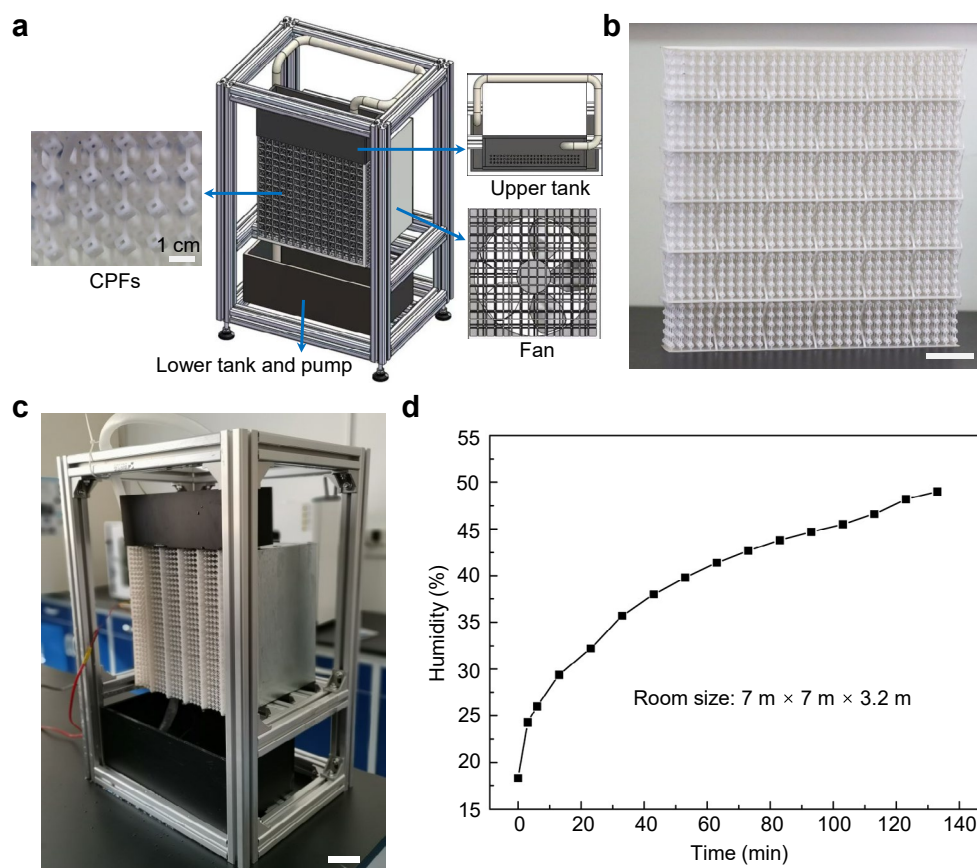 a
b
1 cm
CPFs
Upper tank
Fan
Lower tank and pump
c
d
55
50
45
40
35
30
25
20
15
Humidity (%)
Room size: 7 m × 7 m × 3.2 m
0 20 40 60 80 100 120 140
Time (min)